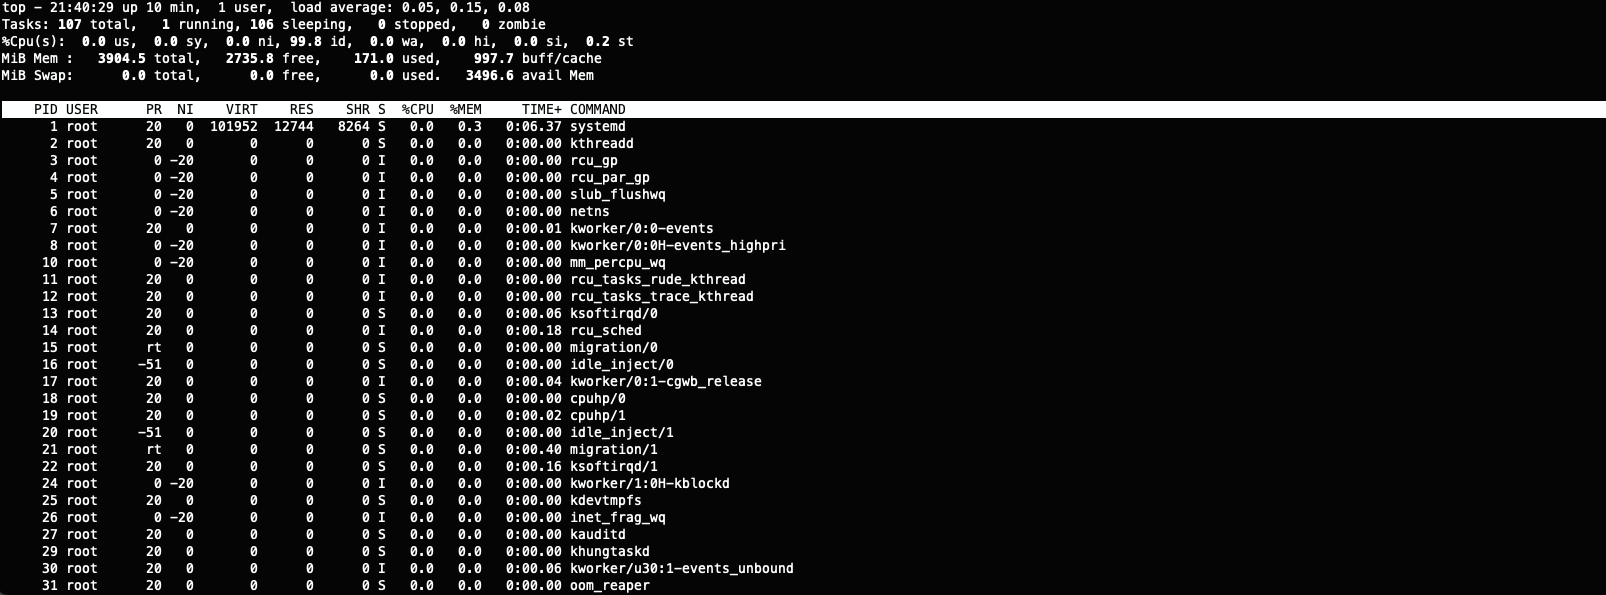 top - 21:40:29 up 10 min,  1 user,  load average: 0.05, 0.15, 0.08
Tasks: 107 total,   1 running, 106 sleeping,   0 stopped,   0 zombie
%Cpu(s):  0.0 us,  0.0 sy,  0.0 ni, 99.8 id,  0.0 wa,  0.0 hi,  0.0 si,  0.2 st
MiB Mem :   3904.5 total,   2735.8 free,    171.0 used,    997.7 buff/cache
MiB Swap:      0.0 total,      0.0 free,      0.0 used.   3496.6 avail Mem
PID USER      PR  NI    VIRT    RES    SHR S  %CPU  %MEM     TIME+ COMMAND
1 root      20   0  101952  12744   8264 S   0.0   0.3   0:06.37 systemd
2 root      20   0       0      0      0 S   0.0   0.0   0:00.00 kthreadd
3 root       0 -20       0      0      0 I   0.0   0.0   0:00.00 rcu_gp
4 root       0 -20       0      0      0 I   0.0   0.0   0:00.00 rcu_par_gp
5 root       0 -20       0      0      0 I   0.0   0.0   0:00.00 slub_flushwq
6 root       0 -20       0      0      0 I   0.0   0.0   0:00.00 netns
7 root      20   0       0      0      0 I   0.0   0.0   0:00.01 kworker/0:0-events
8 root       0 -20       0      0      0 I   0.0   0.0   0:00.00 kworker/0:0H-events_highpri
10 root       0 -20       0      0      0 I   0.0   0.0   0:00.00 mm_percpu_wq
11 root      20   0       0      0      0 I   0.0   0.0   0:00.00 rcu_tasks_rude_kthread
12 root      20   0       0      0      0 I   0.0   0.0   0:00.00 rcu_tasks_trace_kthread
13 root      20   0       0      0      0 S   0.0   0.0   0:00.06 ksoftirqd/0
14 root      20   0       0      0      0 I   0.0   0.0   0:00.18 rcu_sched
15 root      rt   0       0      0      0 S   0.0   0.0   0:00.00 migration/0
16 root     -51   0       0      0      0 S   0.0   0.0   0:00.00 idle_inject/0
17 root      20   0       0      0      0 I   0.0   0.0   0:00.04 kworker/0:1-cgwb_release
18 root      20   0       0      0      0 S   0.0   0.0   0:00.00 cpuhp/0
19 root      20   0       0      0      0 S   0.0   0.0   0:00.02 cpuhp/1
20 root     -51   0       0      0      0 S   0.0   0.0   0:00.00 idle_inject/1
21 root      rt   0       0      0      0 S   0.0   0.0   0:00.40 migration/1
22 root      20   0       0      0      0 S   0.0   0.0   0:00.16 ksoftirqd/1
24 root       0 -20       0      0      0 I   0.0   0.0   0:00.00 kworker/1:0H-kblockd
25 root      20   0       0      0      0 S   0.0   0.0   0:00.00 kdevtmpfs
26 root       0 -20       0      0      0 I   0.0   0.0   0:00.00 inet_frag_wq
27 root      20   0       0      0      0 S   0.0   0.0   0:00.00 kauditd
29 root      20   0       0      0      0 S   0.0   0.0   0:00.00 khungtaskd
30 root      20   0       0      0      0 I   0.0   0.0   0:00.06 kworker/u30:1-events_unbound
31 root      20   0       0      0      0 S   0.0   0.0   0:00.00 oom_reaper